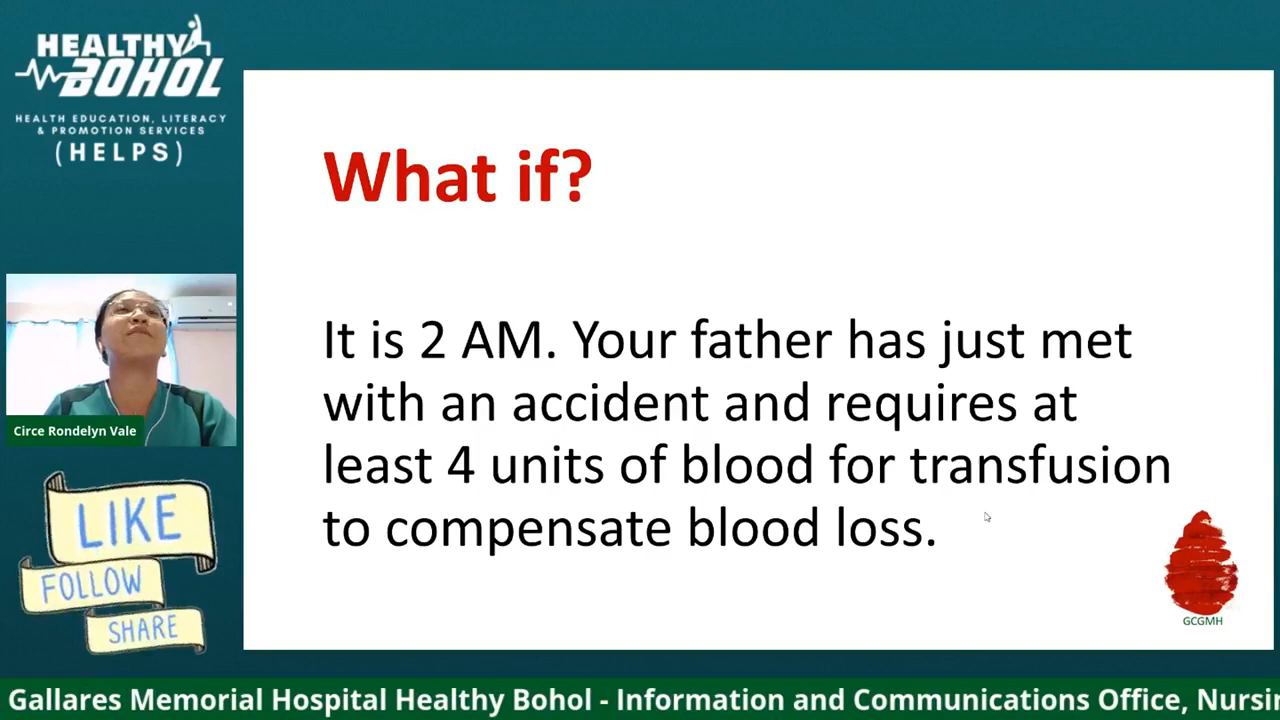 HEALTHY
BOHOL
HEALTH EDUCATION, LITERACY
& PROMOTION SERVICES
(HELPS)
What if?
It is 2 AM. Your father has just met
with an accident and requires at
least 4 units of blood for transfusion
to compensate blood loss.
GCGMH
Circe Rondelyn Vale
LIKE
FOLLOW
SHARE
Gallares Memorial Hospital Healthy Bohol - Information and Communications Office, Nursi